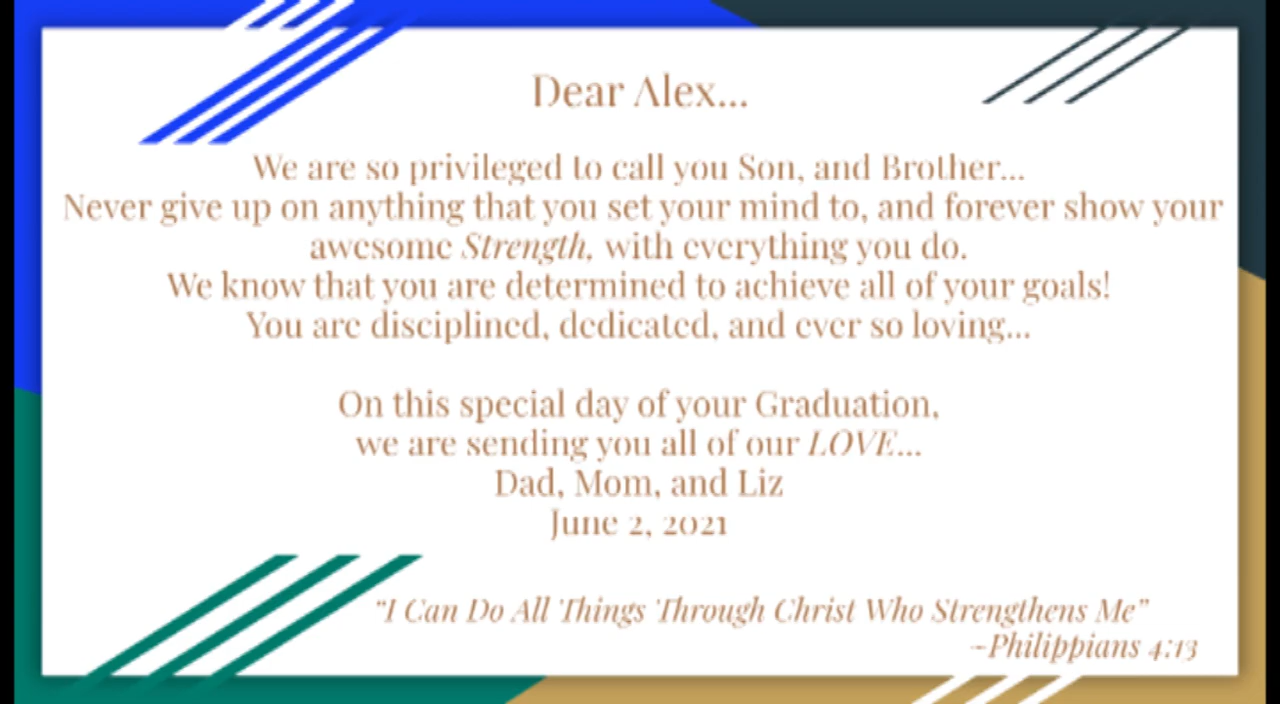 Dear Alex...
We are so privileged to call you Son, and Brother...
Never give up on anything that you set your mind to, and forever show your
awesome Strength, with everything you do.
We know that you are determined to achieve all of your goals!
You are disciplined, dedicated, and ever so loving...
On this special day of your Graduation,
we are sending you all of our LOVE...
Dad, Mom, and Liz
June 2, 2021
"I Can Do All Things Through Christ Who Strengthens Me"
-Philippians 4:13